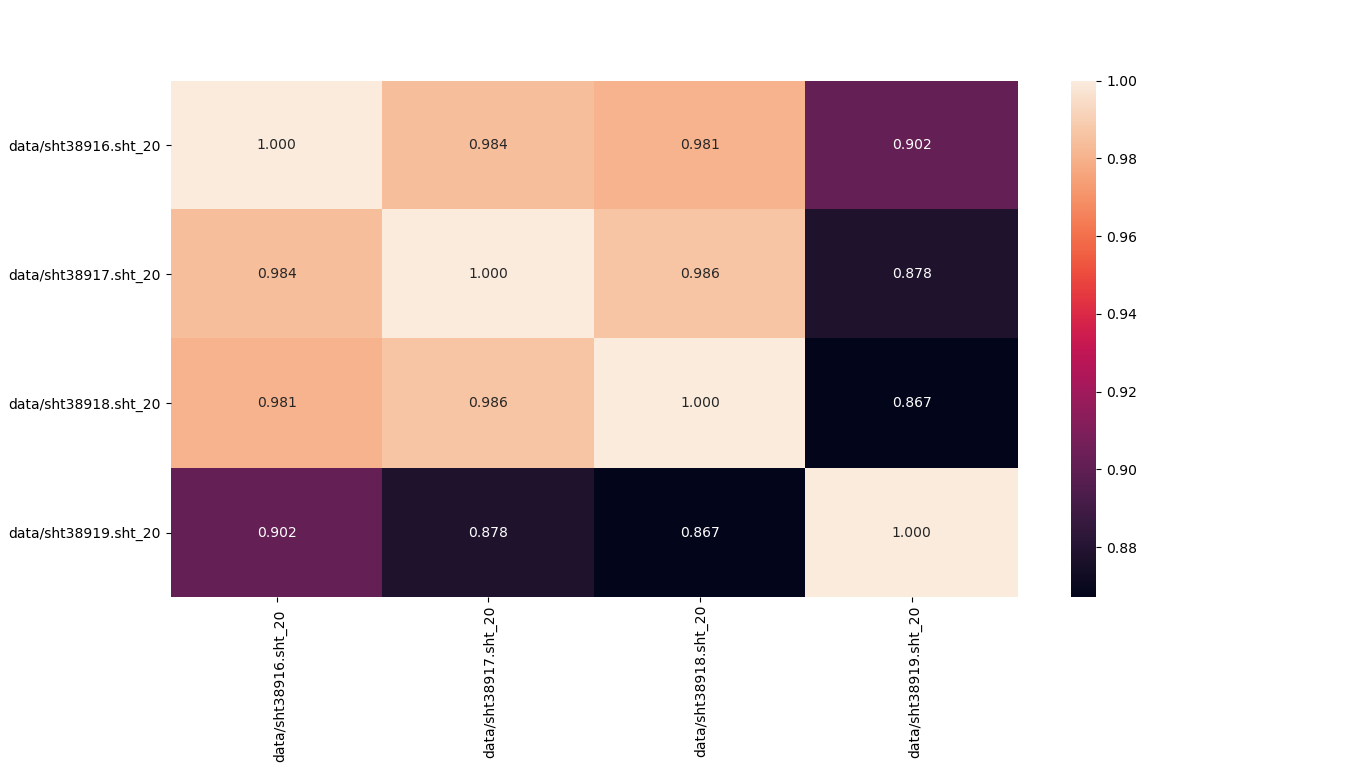 data/sht38916.sht_20 1.000 0.984 0.981 0.902
data/sht38917.sht_20 0.984 1.000 0.986 0.878
data/sht38918.sht_20 0.981 0.986 1.000 0.867
data/sht38919.sht_20 0.902 0.878 0.867 1.000
data/sht38916.sht_20
data/sht38917.sht_20
data/sht38918.sht_20
data/sht38919.sht_20
1.00
0.98
0.96
0.94
0.92
0.90
0.88